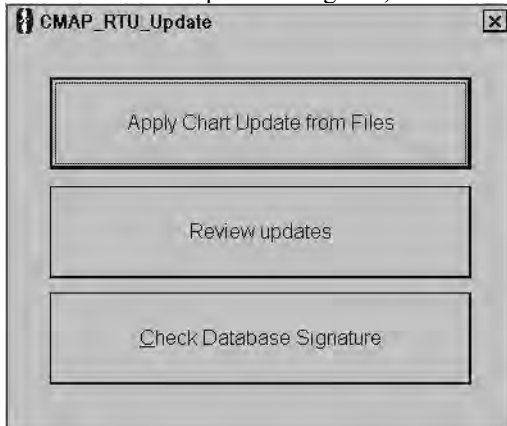 CMAP_RTU_Update
Apply Chart Update from Files
Review updates
Check Database Signature